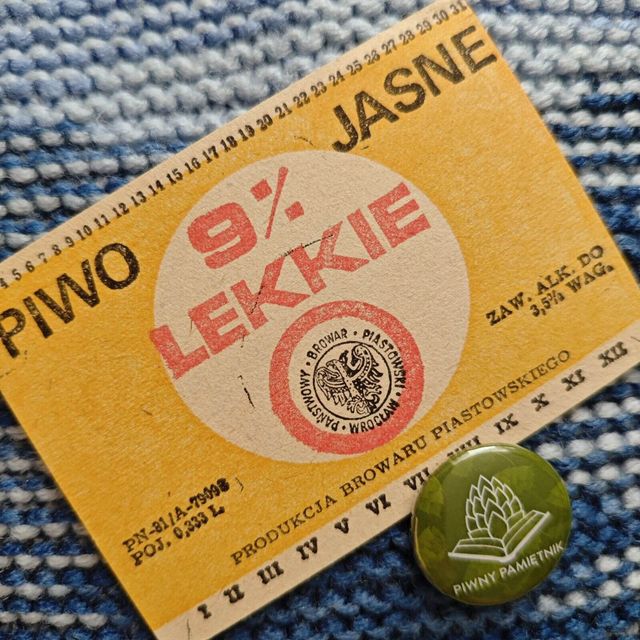 4 5 6 7 8 9 10 11 12 13 14 15 16 17 18 19 20 21 22 23 24 25 26 27 28 29 30 31
PIWO JASNE
9%
LEKKIE
PAŃSTWOWY • BROWAR • PIASTOWSKI
WROCŁAW
ZAW. ALK. DO
3,5% WAG.
PN-81/A-79098
POJ. 0,333 L.
PRODUKCJA BROWARU PIASTOWSKIEGO
I II III IV V VI VII VIII IX X XI XII
PIWNY PAMIĘTNIK